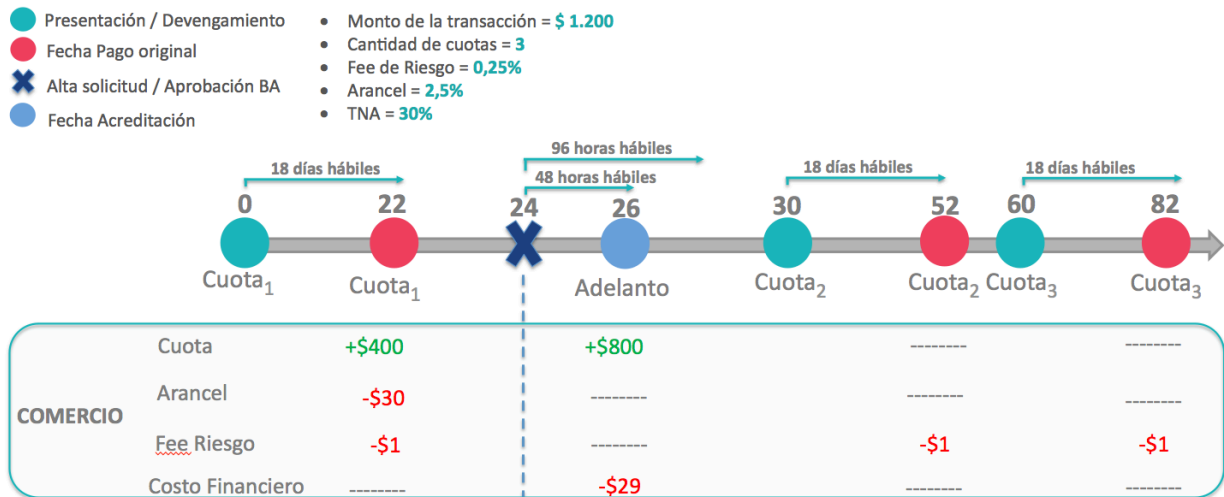 Presentación / Devengamiento
Fecha Pago original
Alta solicitud / Aprobación BA
Fecha Acreditación
• Monto de la transacción = $ 1.200
• Cantidad de cuotas = 3
• Fee de Riesgo = 0,25%
• Arancel = 2,5%
• TNA = 30%
96 horas hábiles
18 días hábiles 48 horas hábiles 18 días hábiles 18 días hábiles
0 22 24 26 30 52 60 82
Cuota1 Cuota1 Adelanto Cuota2 Cuota2 Cuota3 Cuota3
COMERCIO
Cuota +$400 +$800 -------- --------
Arancel -$30 -------- -------- --------
Fee Riesgo -$1 -------- -$1 -$1
Costo Financiero -------- -$29 -------- --------